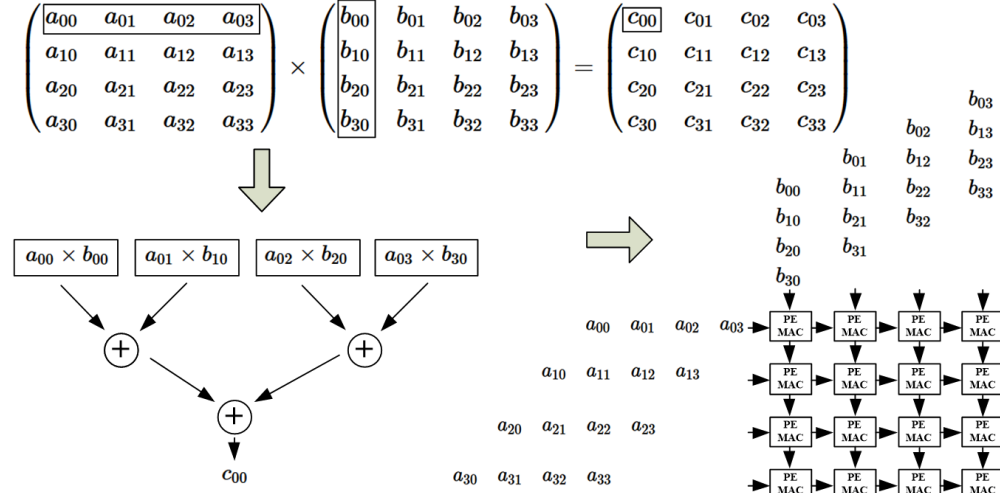 a00 a01 a02 a03 b00 b01 b02 b03 c00 c01 c02 c03
a10 a11 a12 a13 × b10 b11 b12 b13 = c10 c11 c12 c13
a20 a21 a22 a23 b20 b21 b22 b23 c20 c21 c22 c23
a30 a31 a32 a33 b30 b31 b32 b33 c30 c31 c32 c33
a00 × b00 a01 × b10 a02 × b20 a03 × b30
+ +
+
c00
b03
b02 b13
b01 b12 b23
b00 b11 b22 b33
b10 b21 b32
b20 b31
b30
a00 a01 a02 a03 PE MAC PE MAC PE MAC PE MAC
a10 a11 a12 a13 PE MAC PE MAC PE MAC PE MAC
a20 a21 a22 a23 PE MAC PE MAC PE MAC PE MAC
a30 a31 a32 a33 PE MAC PE MAC PE MAC PE MAC